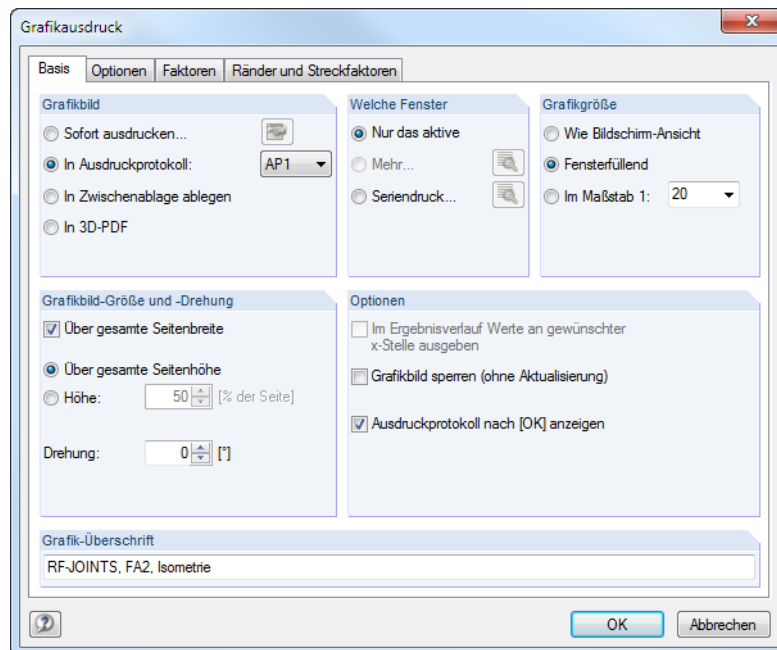 Grafikausdruck
Basis
Optionen
Faktoren
Ränder und Streckfaktoren
Grafikbild
Sofort ausdrucken...
In Ausdruckprotokoll:
AP1
In Zwischenablage ablegen
In 3D-PDF
Welche Fenster
Nur das aktive
Mehr...
Seriendruck...
Grafikgröße
Wie Bildschirm-Ansicht
Fensterfüllend
Im Maßstab 1:
20
Grafikbild-Größe und -Drehung
Über gesamte Seitenbreite
Über gesamte Seitenhöhe
Höhe:
50
[% der Seite]
Drehung:
0
[°]
Optionen
Im Ergebnisverlauf Werte an gewünschter
x-Stelle ausgeben
Grafikbild sperren (ohne Aktualisierung)
Ausdruckprotokoll nach [OK] anzeigen
Grafik-Überschrift
RF-JOINTS, FA2, Isometrie
OK
Abbrechen